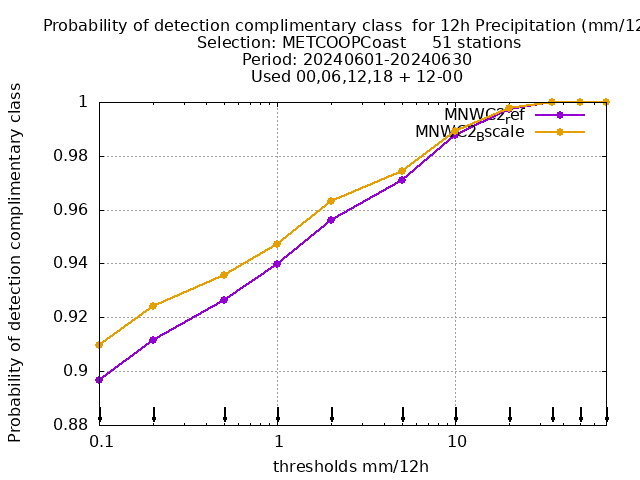 Probability of detection complimentary class  for 12h Precipitation (mm/12
Selection: METCOOPCoast     51 stations
Period: 20240601-20240630
Used 00,06,12,18 + 12-00
Probability of detection complimentary class
1
0.98
0.96
0.94
0.92
0.9
0.88
MNWC2ref
MNWC2Bscale
0.1
1
10
thresholds mm/12h